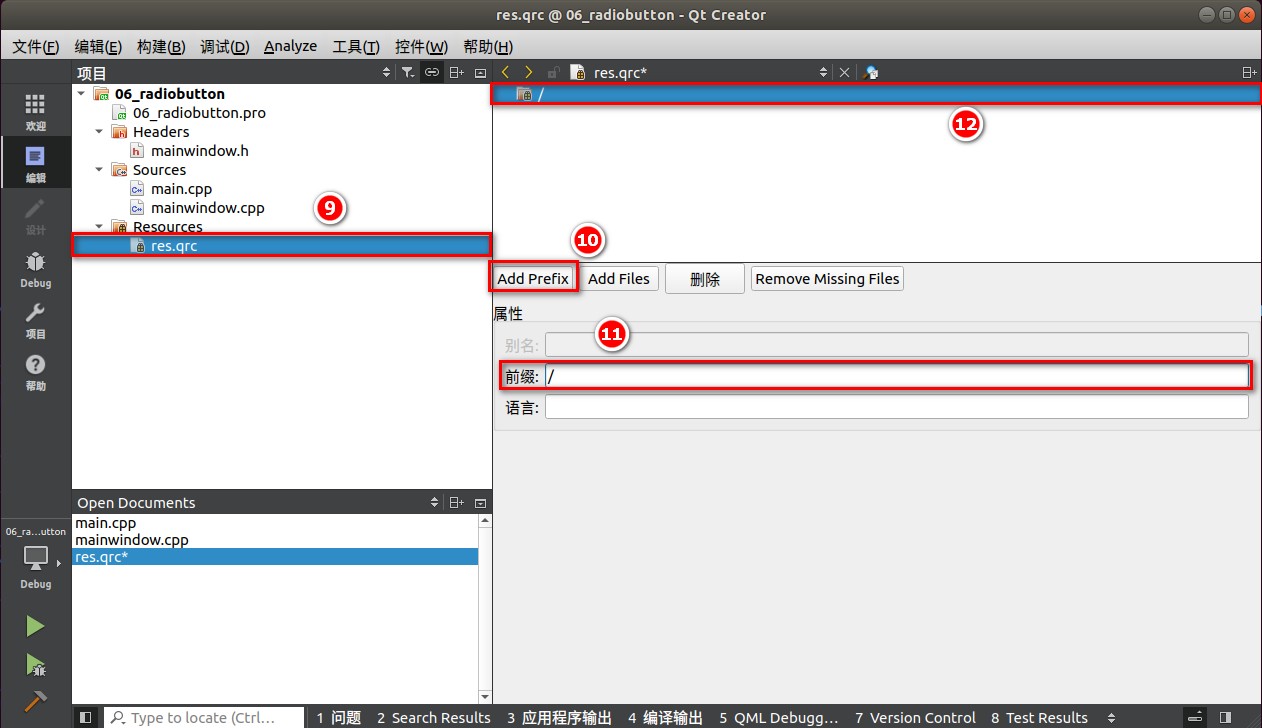 res.qrc @ 06_radiobutton - Qt Creator
文件(F) 编辑(E) 构建(B) 调试(D) Analyze 工具(T) 控件(W) 帮助(H)
项目
res.qrc*
欢迎
编辑
设计
Debug
项目
帮助
06_radiobutton
06_radiobutton.pro
Headers
mainwindow.h
Sources
main.cpp
mainwindow.cpp
Resources
res.qrc
9
/
12
10
Add Prefix Add Files 删除 Remove Missing Files
属性
11
别名:
前缀: /
语言:
Open Documents
main.cpp
mainwindow.cpp
res.qrc*
06_ra...utton
Debug
Type to locate (Ctrl... 1 问题 2 Search Results 3 应用程序输出 4 编译输出 5 QML Debugg... 7 Version Control 8 Test Results